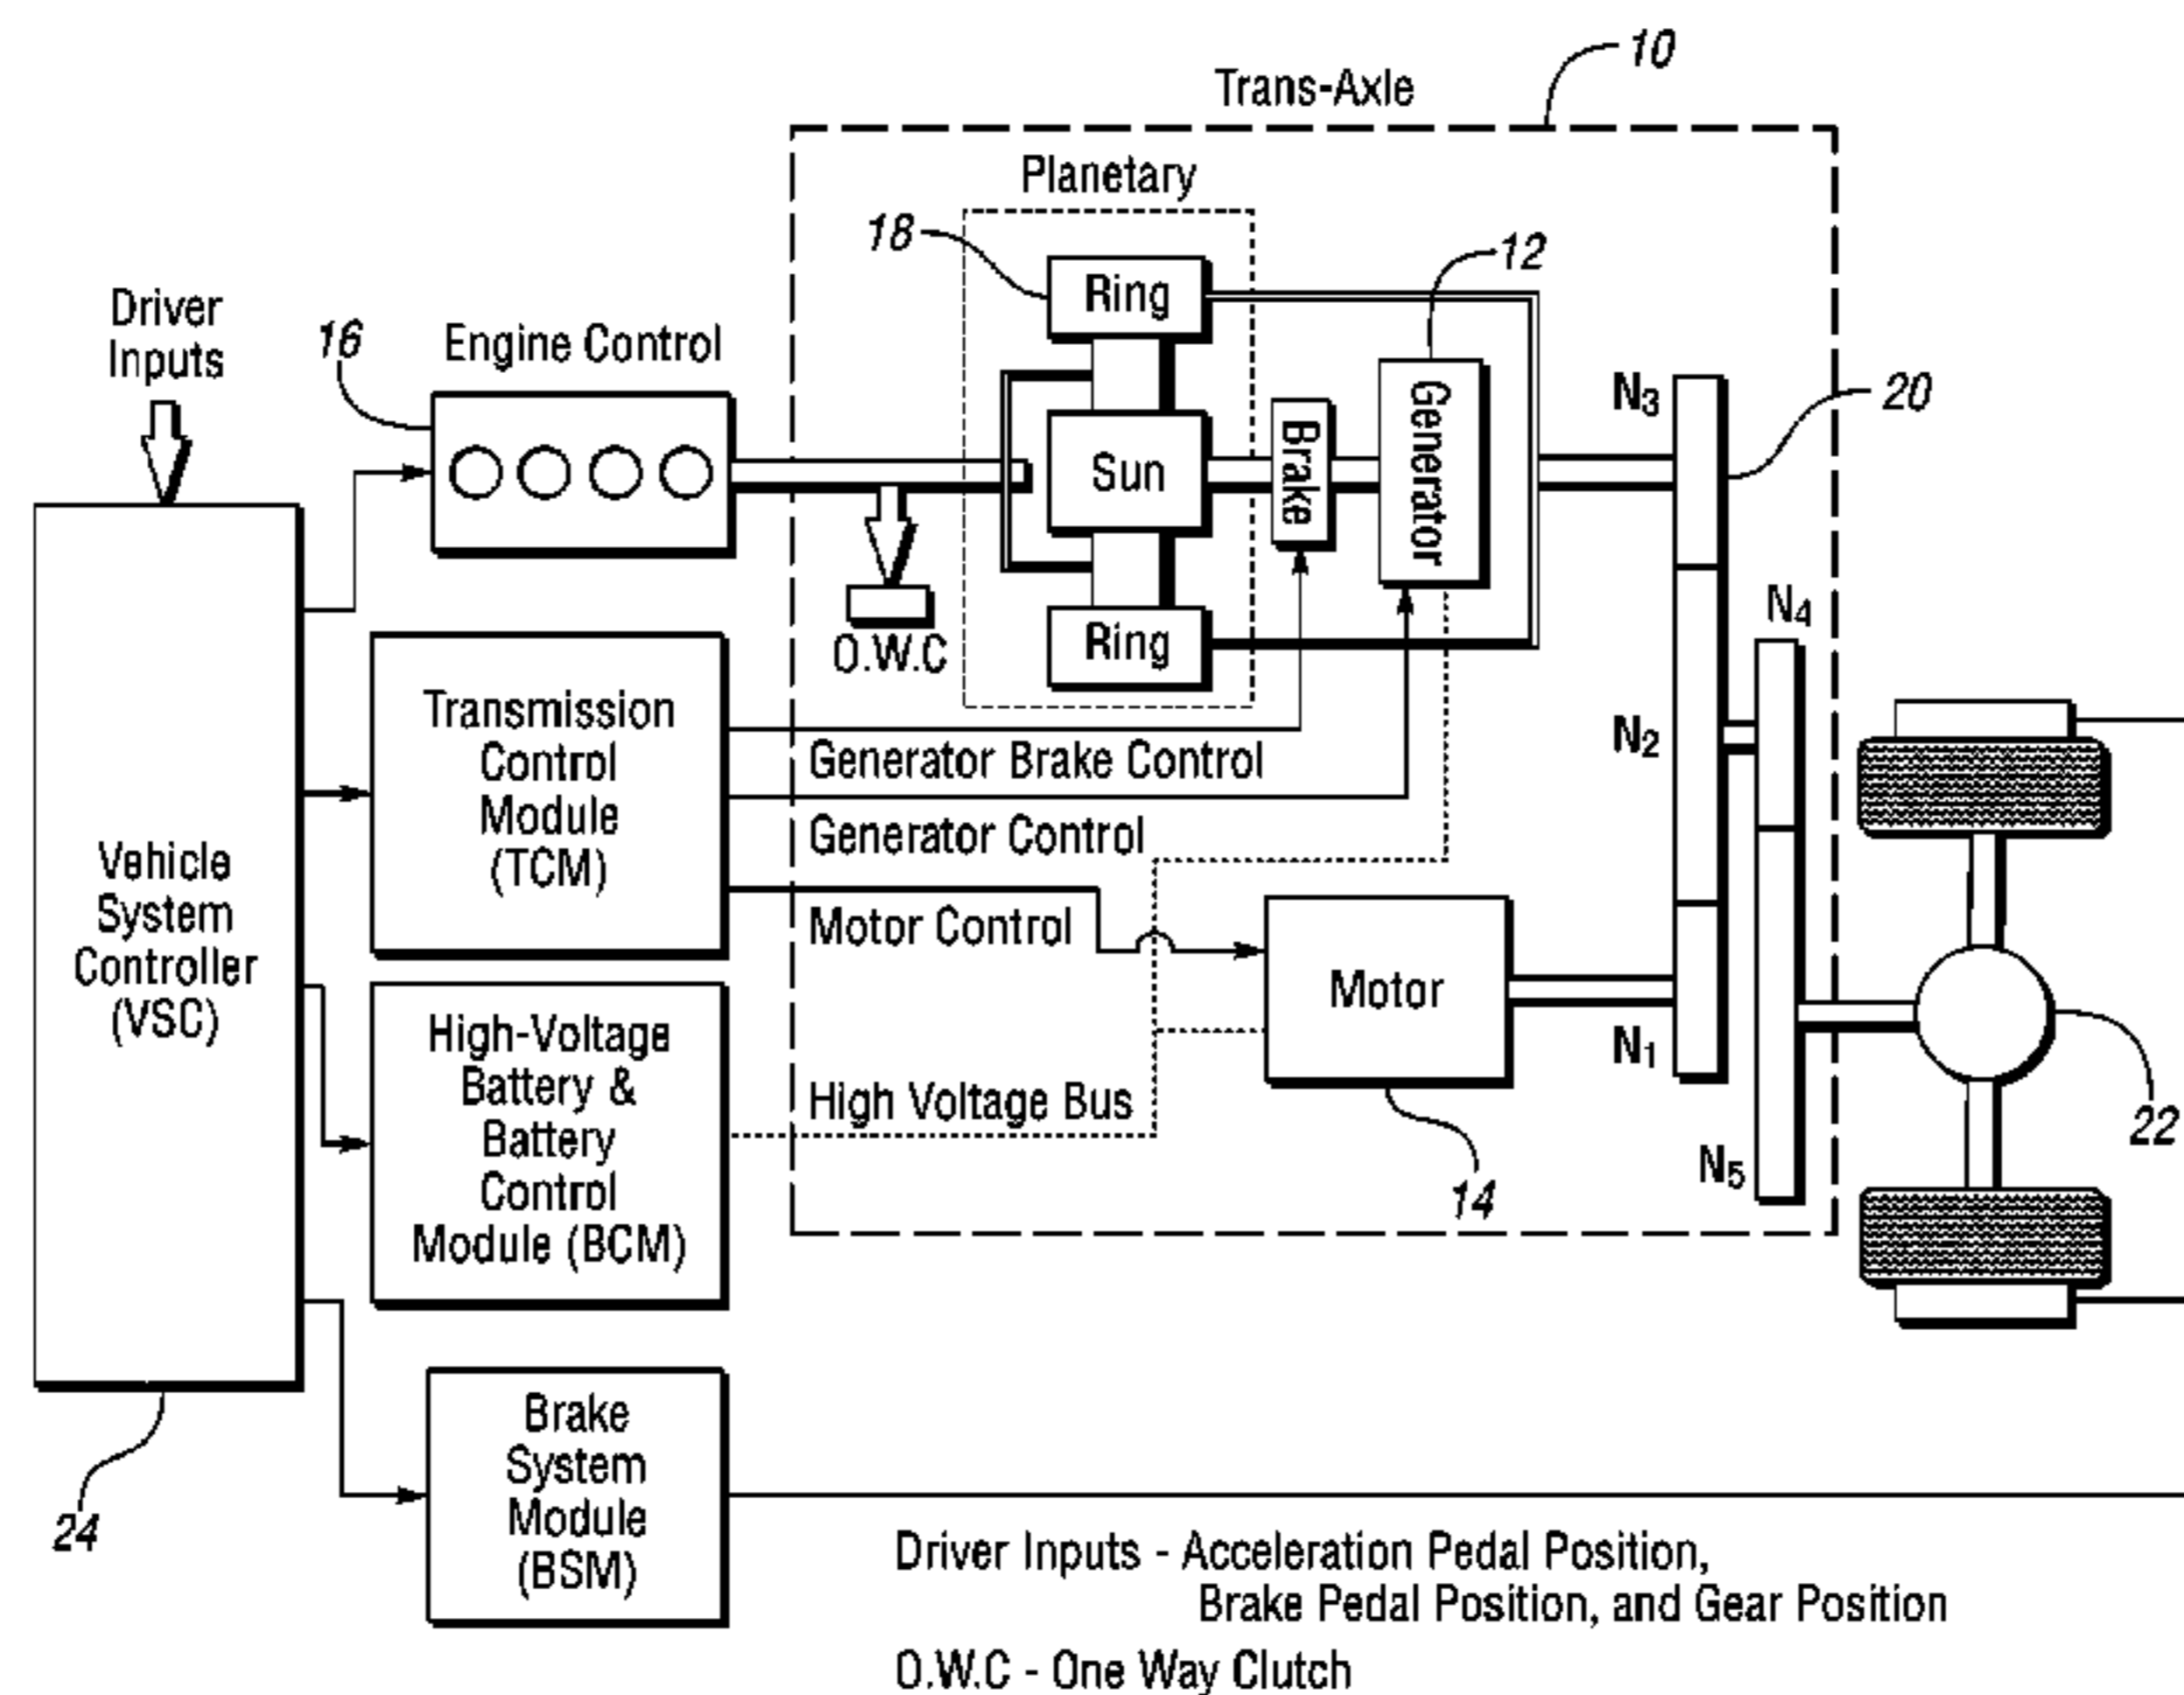 10
Trans-Axle
Planetary
18
Ring
12
Driver
Inputs
16
Engine Control
Generator
Brake
N3
20
Sun
N4
O.W.C
Ring
Transmission
Control
Module
(TCM)
N2
Generator Brake Control
Generator Control
Vehicle
System
Controller
(VSC)
Motor Control
Motor
High-Voltage
Battery &
Battery
Control
Module (BCM)
N1
High Voltage Bus
22
N5
14
Brake
System
Module
(BSM)
24
Driver Inputs - Acceleration Pedal Position,
Brake Pedal Position, and Gear Position
O.W.C - One Way Clutch